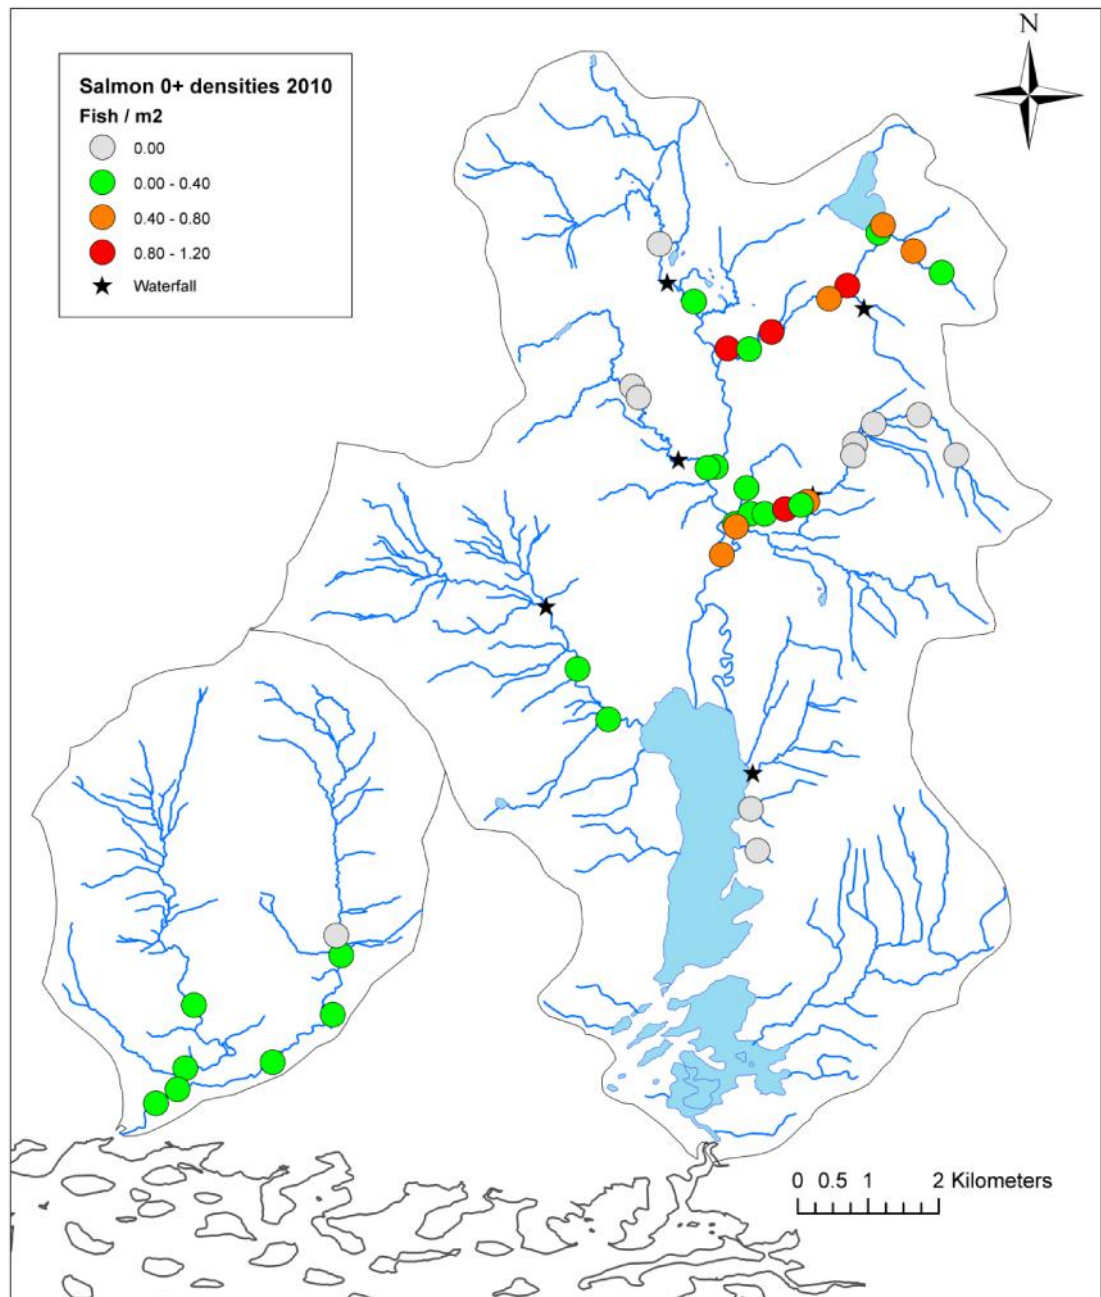 N
Salmon 0+ densities 2010
Fish / m2
0.00
0.00 - 0.40
0.40 - 0.80
0.80 - 1.20
Waterfall
0 0.5 1 2 Kilometers